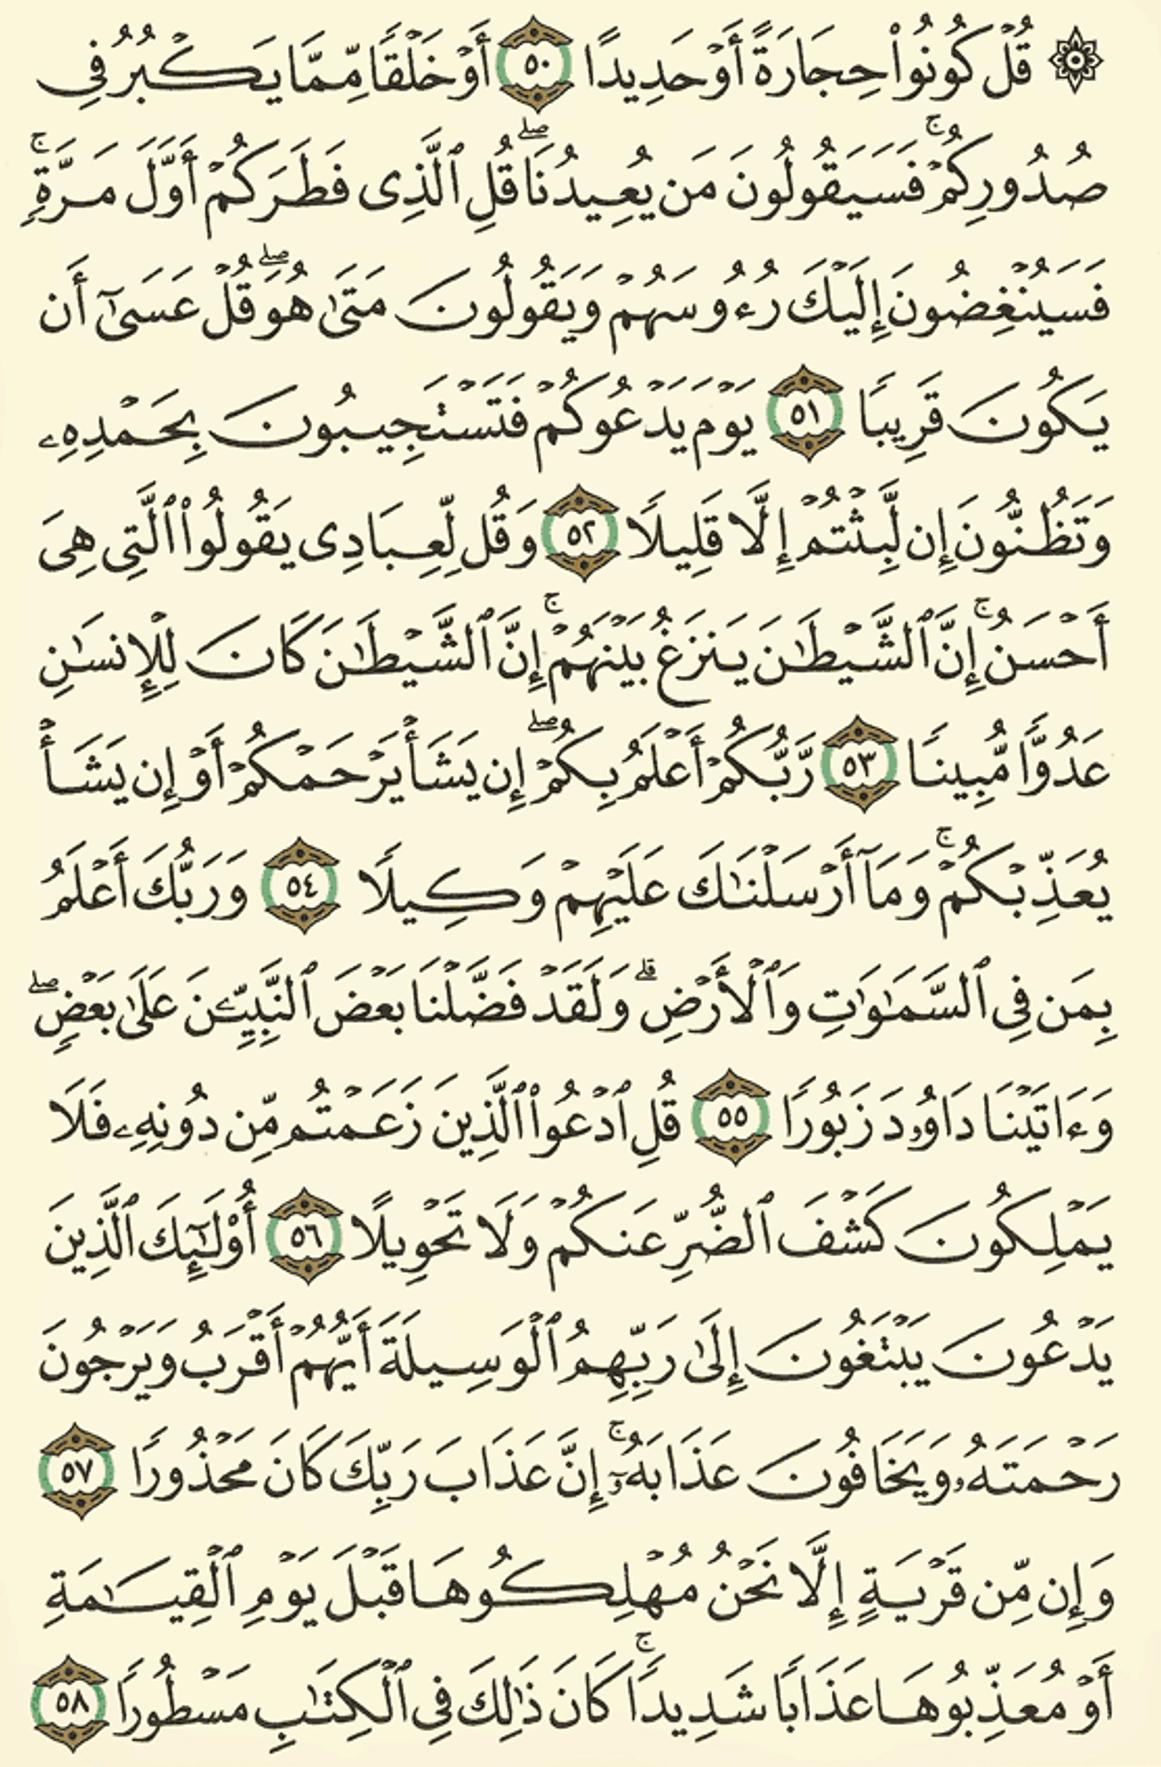 ۞ قُلْ كُونُوا۟ حِجَارَةً أَوْ حَدِيدًا ٥٠ أَوْ خَلْقًا مِّمَّا يَكْبُرُ فِى
صُدُورِكُمْ ۚ فَسَيَقُولُونَ مَن يُعِيدُنَا ۖ قُلِ ٱلَّذِى فَطَرَكُمْ أَوَّلَ مَرَّةٍ ۚ
فَسَيُنْغِضُونَ إِلَيْكَ رُءُوسَهُمْ وَيَقُولُونَ مَتَىٰ هُوَ ۖ قُلْ عَسَىٰٓ أَن
يَكُونَ قَرِيبًا ٥١ يَوْمَ يَدْعُوكُمْ فَتَسْتَجِيبُونَ بِحَمْدِهِۦ
وَتَظُنُّونَ إِن لَّبِثْتُمْ إِلَّا قَلِيلًا ٥٢ وَقُل لِّعِبَادِى يَقُولُوا۟ ٱلَّتِى هِىَ
أَحْسَنُ ۚ إِنَّ ٱلشَّيْطَٰنَ يَنزَغُ بَيْنَهُمْ ۚ إِنَّ ٱلشَّيْطَٰنَ كَانَ لِلْإِنسَٰنِ
عَدُوًّا مُّبِينًا ٥٣ رَّبُّكُمْ أَعْلَمُ بِكُمْ ۖ إِن يَشَأْ يَرْحَمْكُمْ أَوْ إِن يَشَأْ
يُعَذِّبْكُمْ ۚ وَمَآ أَرْسَلْنَٰكَ عَلَيْهِمْ وَكِيلًا ٥٤ وَرَبُّكَ أَعْلَمُ
بِمَن فِى ٱلسَّمَٰوَٰتِ وَٱلْأَرْضِ ۗ وَلَقَدْ فَضَّلْنَا بَعْضَ ٱلنَّبِيِّـۧنَ عَلَىٰ بَعْضٍ ۖ
وَءَاتَيْنَا دَاوُۥدَ زَبُورًا ٥٥ قُلِ ٱدْعُوا۟ ٱلَّذِينَ زَعَمْتُم مِّن دُونِهِۦ فَلَا
يَمْلِكُونَ كَشْفَ ٱلضُّرِّ عَنكُمْ وَلَا تَحْوِيلًا ٥٦ أُو۟لَٰٓئِكَ ٱلَّذِينَ
يَدْعُونَ يَبْتَغُونَ إِلَىٰ رَبِّهِمُ ٱلْوَسِيلَةَ أَيُّهُمْ أَقْرَبُ وَيَرْجُونَ
رَحْمَتَهُۥ وَيَخَافُونَ عَذَابَهُۥٓ ۚ إِنَّ عَذَابَ رَبِّكَ كَانَ مَحْذُورًا ٥٧
وَإِن مِّن قَرْيَةٍ إِلَّا نَحْنُ مُهْلِكُوهَا قَبْلَ يَوْمِ ٱلْقِيَٰمَةِ
أَوْ مُعَذِّبُوهَا عَذَابًا شَدِيدًا ۚ كَانَ ذَٰلِكَ فِى ٱلْكِتَٰبِ مَسْطُورًا ٥٨